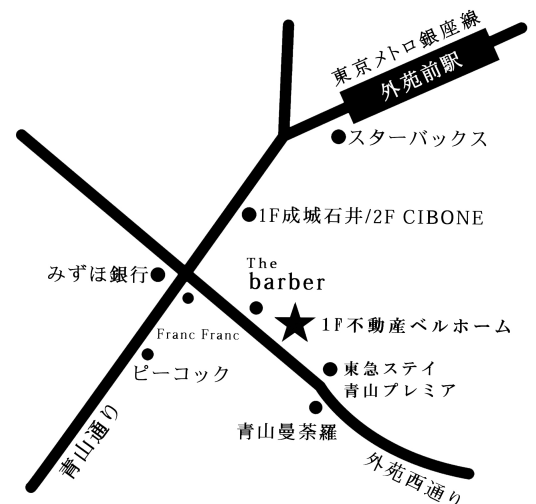 東京メトロ銀座線
外苑前駅
スターバックス
1F成城石井/2F CIBONE
みずほ銀行
The
barber
1F不動産ベルホーム
Franc Franc
ピーコック
東急ステイ
青山プレミア
青山曼荼羅
青山通り
外苑西通り